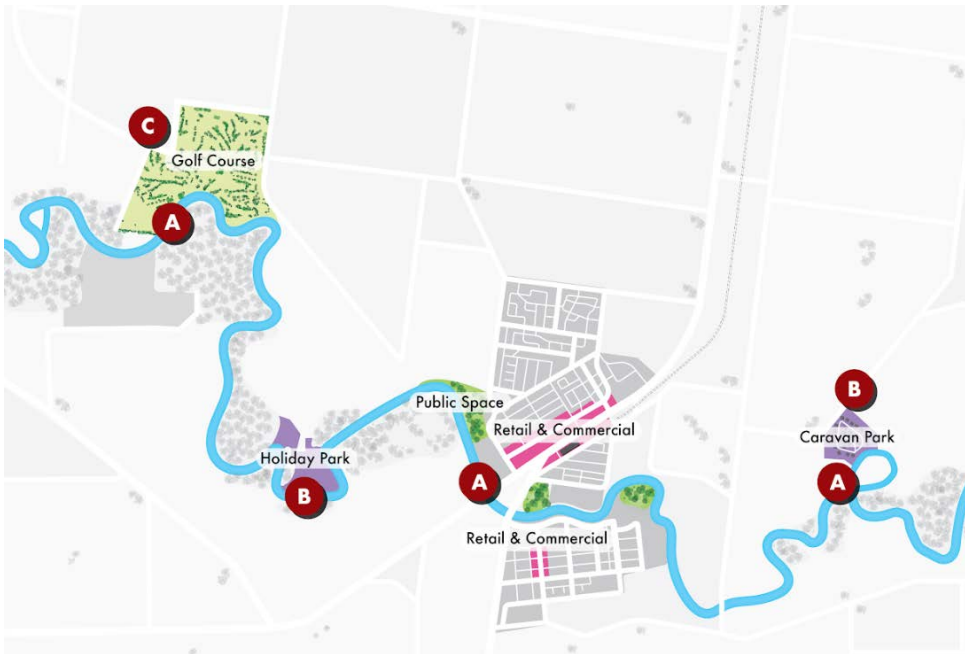 C
Golf Course
A
Public Space
B
Retail & Commercial
Caravan Park
Holiday Park
B
A
A
Retail & Commercial